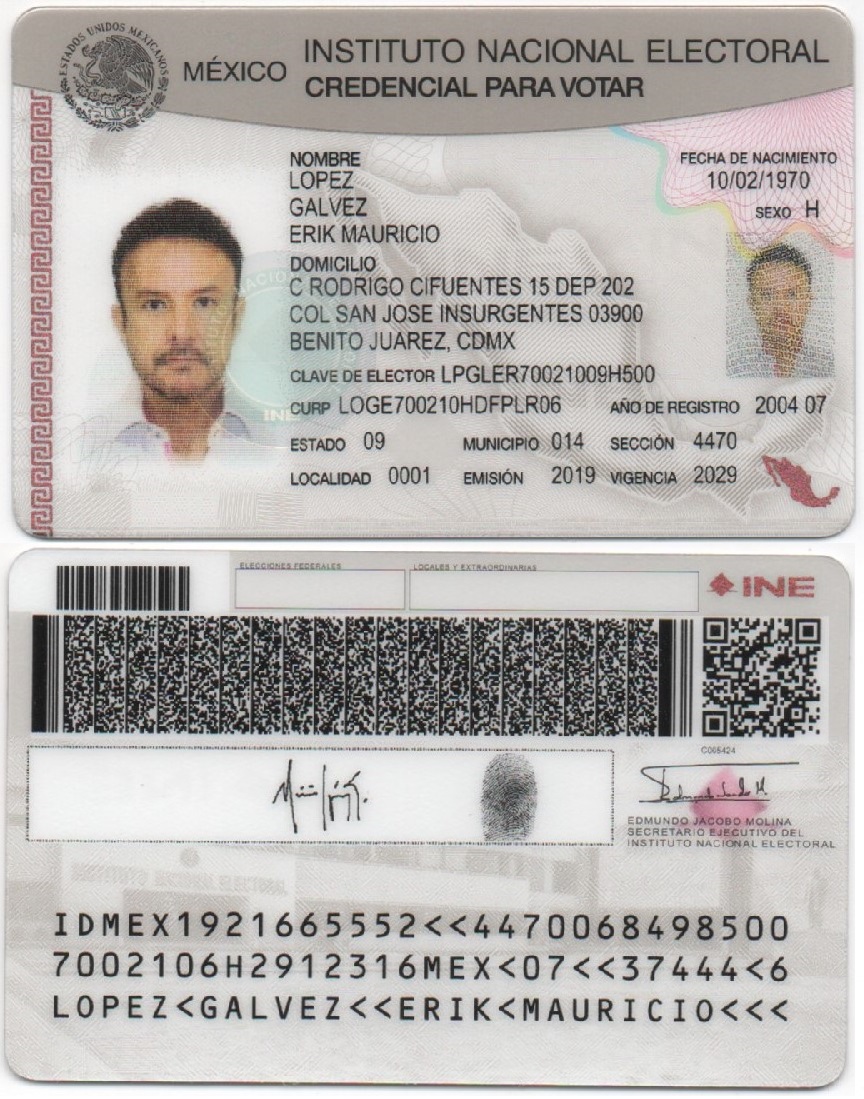 ESTADOS UNIDOS MEXICANOS
MÉXICO
INSTITUTO NACIONAL ELECTORAL
CREDENCIAL PARA VOTAR
NOMBRE
LOPEZ
GALVEZ
ERIK MAURICIO
FECHA DE NACIMIENTO
10/02/1970
SEXO H
DOMICILIO
C RODRIGO CIFUENTES 15 DEP 202
COL SAN JOSE INSURGENTES 03900
BENITO JUAREZ, CDMX
CLAVE DE ELECTOR LPGLER70021009H500
CURP LOGE700210HDFPLR06 AÑO DE REGISTRO 2004 07
ESTADO 09 MUNICIPIO 014 SECCIÓN 4470
LOCALIDAD 0001 EMISIÓN 2019 VIGENCIA 2029
INE
ELECCIONES FEDERALES
LOCALES Y EXTRAORDINARIAS
INE
EDMUNDO JACOBO MOLINA
SECRETARIO EJECUTIVO DEL
INSTITUTO NACIONAL ELECTORAL
INSTITUTO NACIONAL ELECTORAL
IDMEX1921665552<<4470068498500
7002106H2912316MEX<07<<37444<6
LOPEZ<GALVEZ<<ERIK<MAURICIO<<<